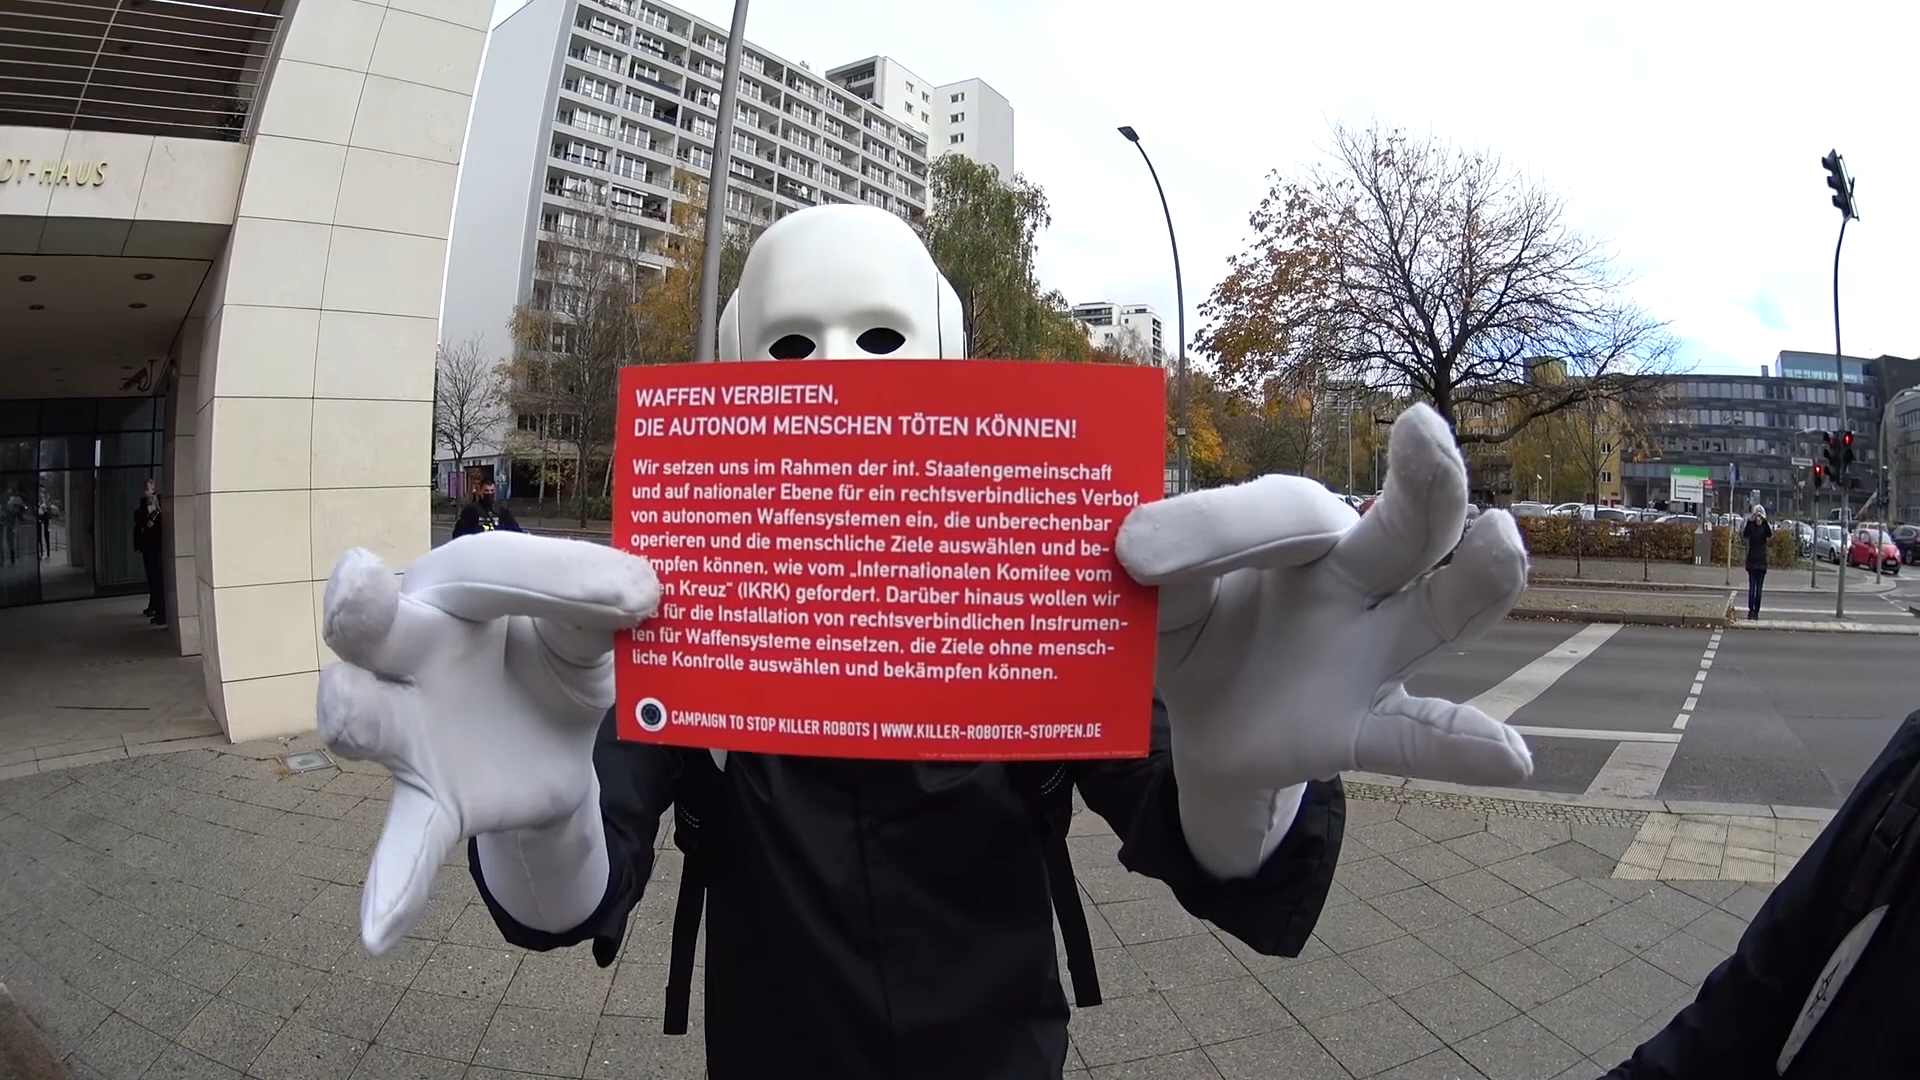 DT-HAUS
WAFFEN VERBIETEN,
DIE AUTONOM MENSCHEN TÖTEN KÖNNEN!
Wir setzen uns im Rahmen der int. Staatengemeinschaft
und auf nationaler Ebene für ein rechtsverbindliches Verbot
von autonomen Waffensystemen ein, die unberechenbar
operieren und die menschliche Ziele auswählen und be-
mpfen können, wie vom „Internationalen Komitee vom
en Kreuz“ (IKRK) gefordert. Darüber hinaus wollen wir
für die Installation von rechtsverbindlichen Instrumen-
ten für Waffensysteme einsetzen, die Ziele ohne mensch-
liche Kontrolle auswählen und bekämpfen können.
CAMPAIGN TO STOP KILLER ROBOTS | WWW.KILLER-ROBOTER-STOPPEN.DE